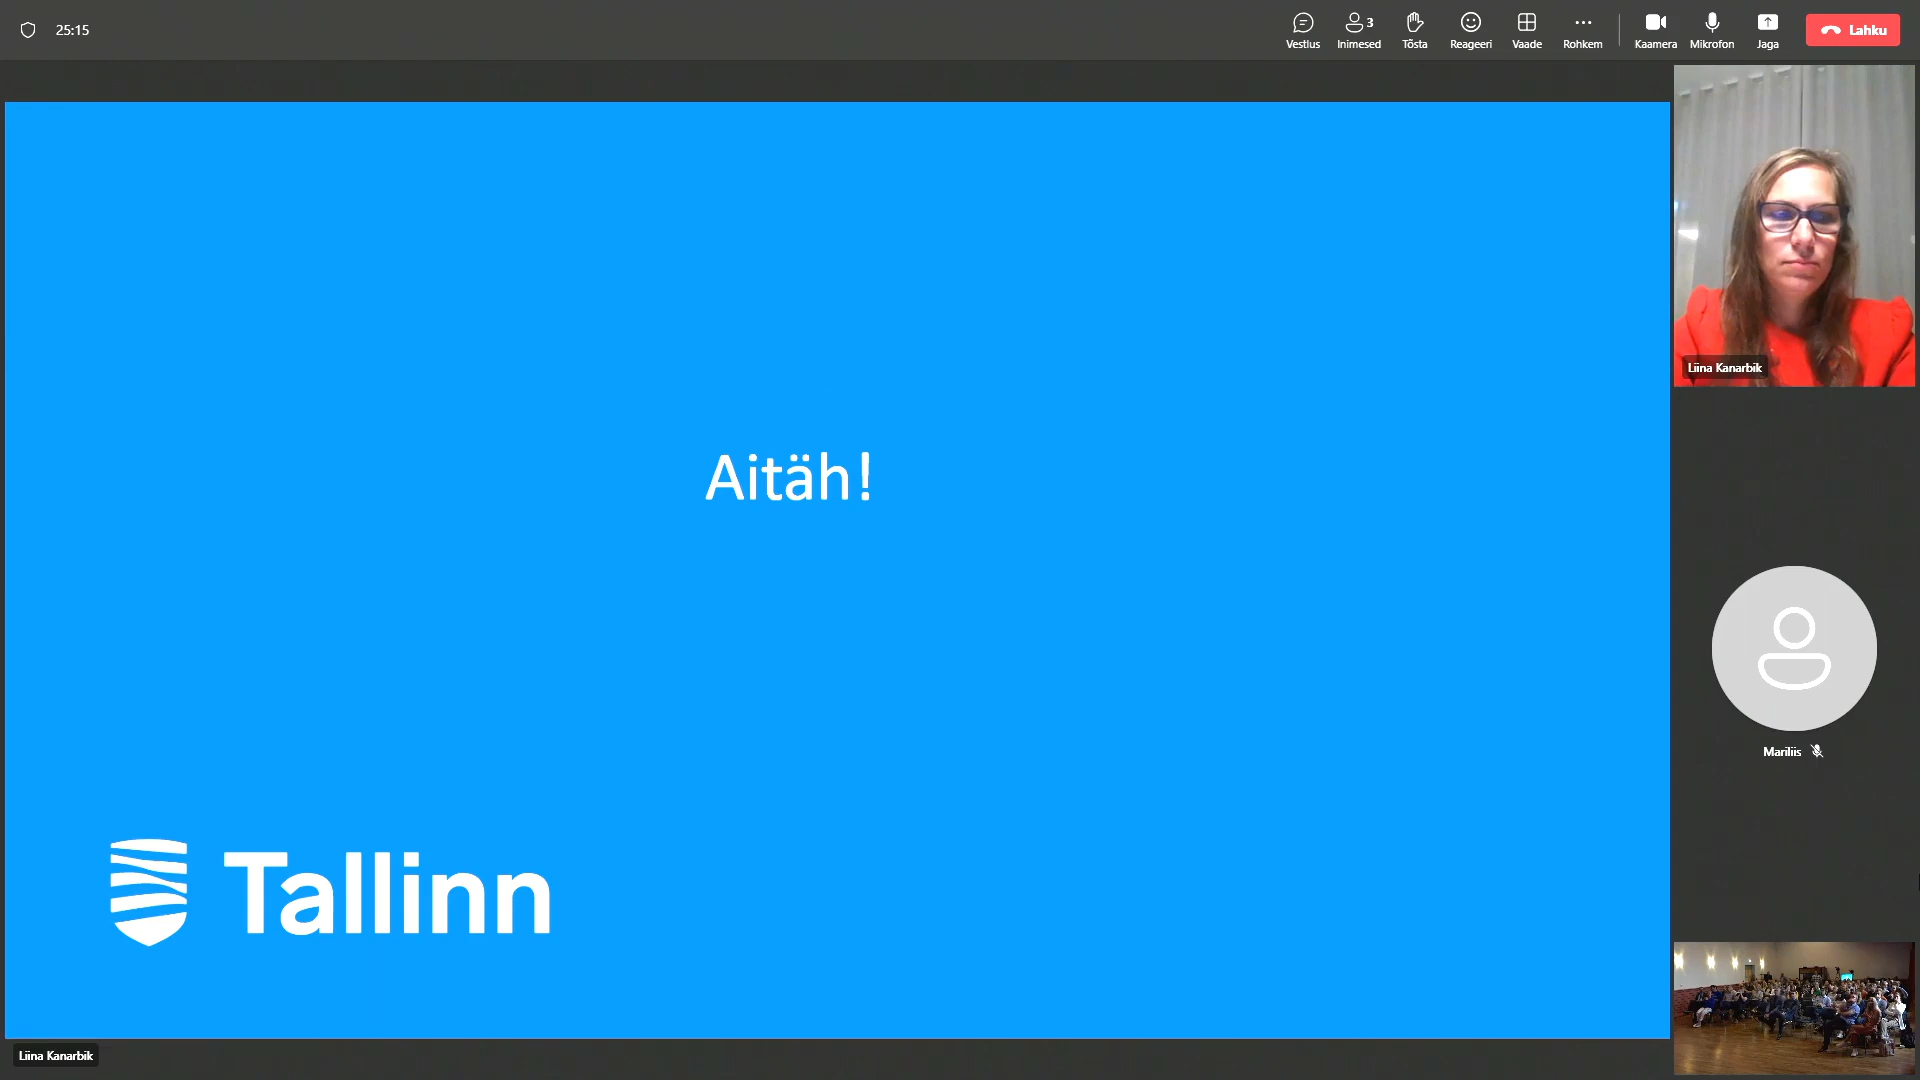 25:15
Vestlus
Inimesed
3
Tõsta
Reageeri
Vaade
Rohkem
Kaamera
Mikrofon
Jaga
Lahku
Aitäh!
Tallinn
Liina Kanarbik
Mariliis
Liina Kanarbik